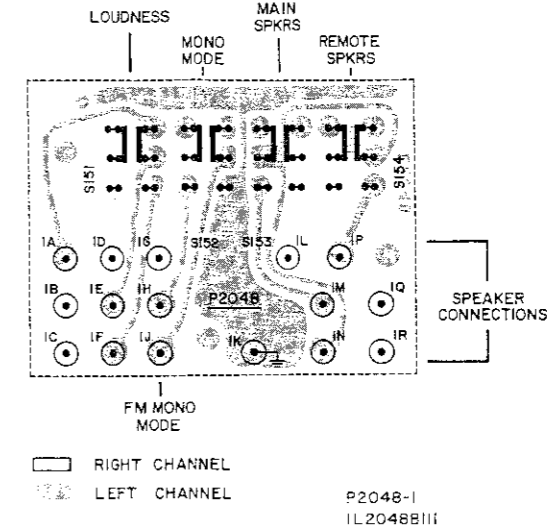 LOUDNESS
MONO
MODE
MAIN
SPKRS
REMOTE
SPKRS
S151
S154
1A 1D 1G S152 S153 1L 1P
1B 1E 1H P2048 1M 1Q
1C 1F 1J 1K 1N 1R
SPEAKER
CONNECTIONS
FM MONO
MODE
RIGHT CHANNEL
LEFT CHANNEL
P2048-1
1L2048B111